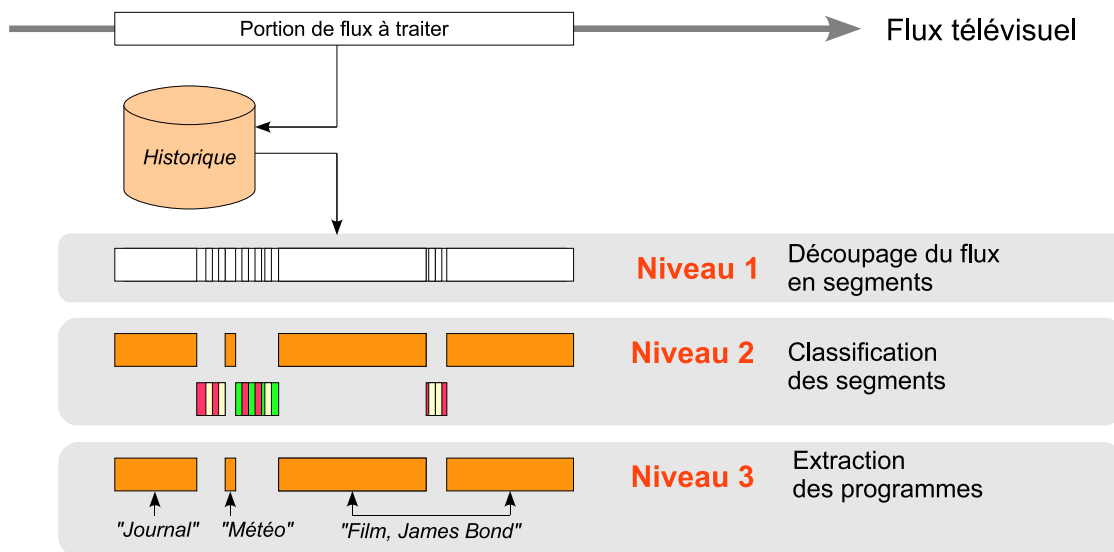 Portion de flux à traiter
Flux télévisuel
Historique
Niveau 1
Découpage du flux
en segments
Niveau 2
Classification
des segments
Niveau 3
Extraction
des programmes
"Journal"
"Météo"
"Film, James Bond"